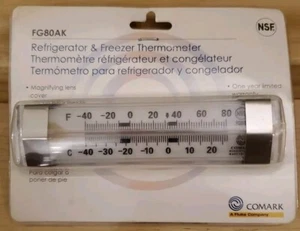 FG80AK
NSF
Refrigerator & Freezer Thermometer
Thermomètre réfrigérateur et congélateur
Termómetro para refrigerador y congelador
• Magnifying lens
cover
• One year limited
F -40 -20 0 20 40 60 80
C -40 -30 -20 -10 0 10 20
COMARK
A Fluke Company